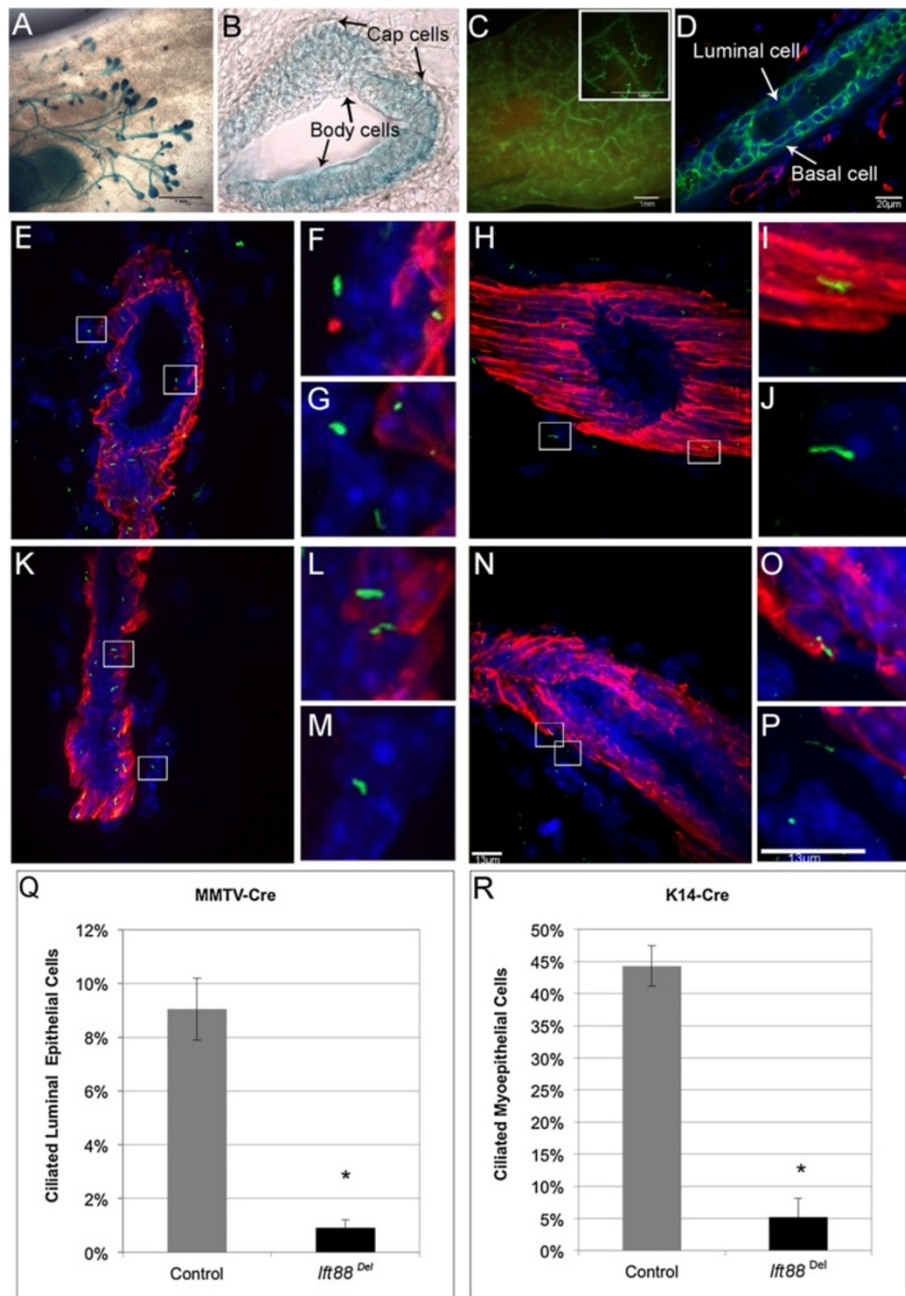 A
B
Cap cells
Body cells
C
1mm
D
Luminal cell
Basal cell
20µm
E
F
G
H
I
J
K
L
M
N
13µm
O
P
13µm
Q
MMTV-Cre
Ciliated Luminal Epithelial Cells
12%
10%
8%
6%
4%
2%
0%
Control
Ift88 Del
*
R
K14-Cre
Ciliated Myoepithelial Cells
50%
45%
40%
35%
30%
25%
20%
15%
10%
5%
0%
Control
Ift88 Del
*